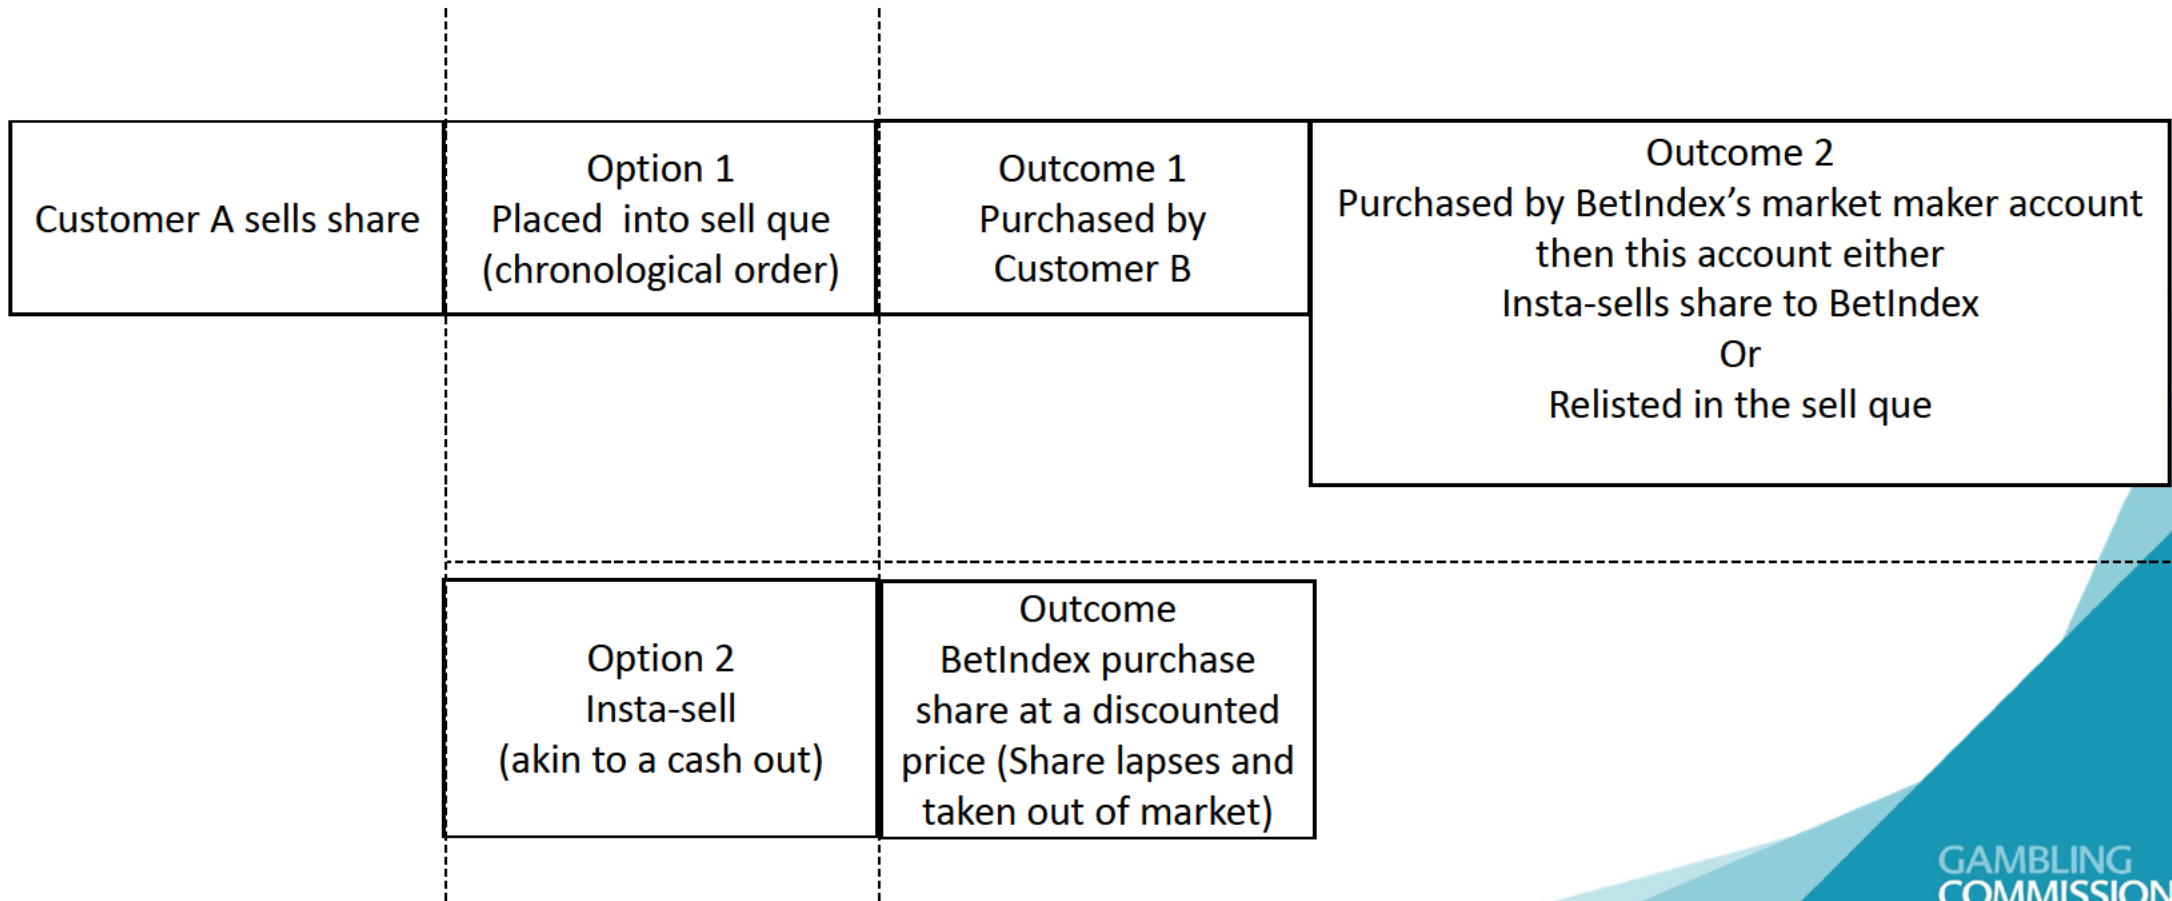 Customer A sells share
Option 1
Placed  into sell que
(chronological order)
Outcome 1
Purchased by
Customer B
Outcome 2
Purchased by BetIndex’s market maker account
then this account either
Insta-sells share to BetIndex
Or
Relisted in the sell que
Option 2
Insta-sell
(akin to a cash out)
Outcome
BetIndex purchase
share at a discounted
price (Share lapses and
taken out of market)
GAMBLING
COMMISSION